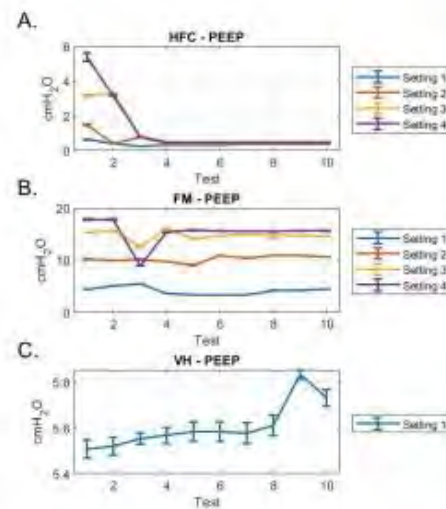 A.
HFC - PEEP
6
4
2
0
cmH2O
2 4 6 8 10
Test
Setting 1
Setting 2
Setting 3
Setting 4
B.
FM - PEEP
20
10
0
cmH2O
2 4 6 8 10
Test
Setting 1
Setting 2
Setting 3
Setting 4
C.
VH - PEEP
5.8
5.6
5.4
cmH2O
2 4 6 8 10
Test
Setting 1